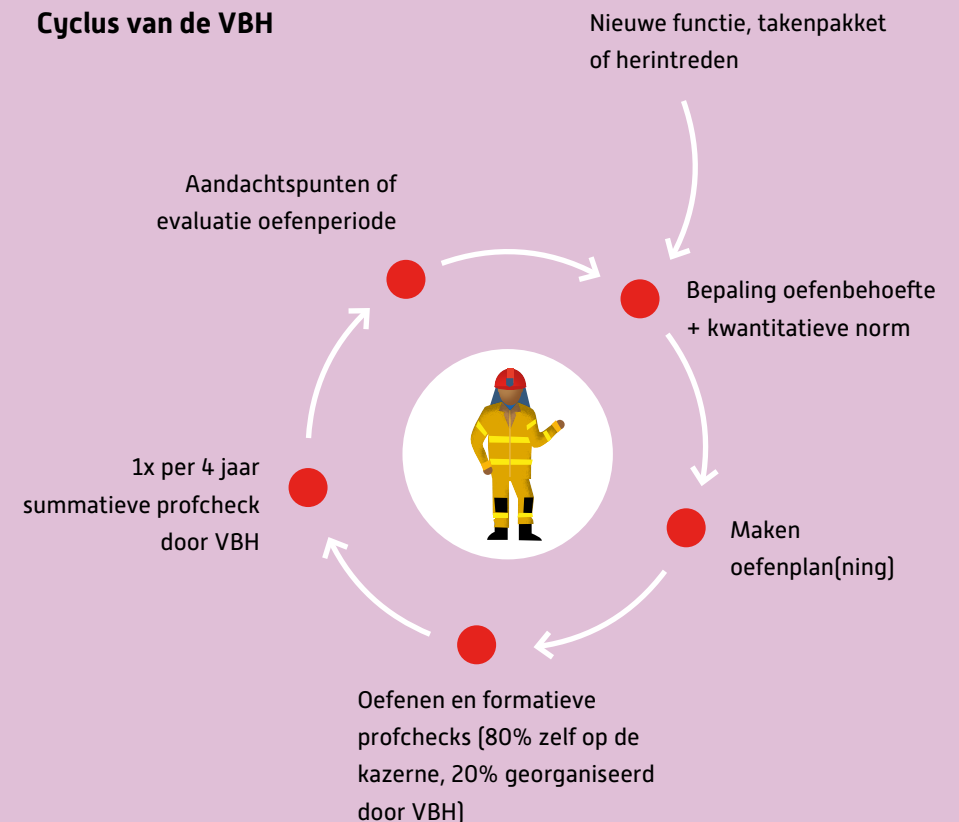 Cyclus van de VBH
Nieuwe functie, takenpakket
of herintreden
Aandachtspunten of
evaluatie oefenperiode
Bepaling oefenbehoefte
+ kwantitatieve norm
1x per 4 jaar
summatieve profcheck
door VBH
Maken
oefenplan(ning)
Oefenen en formatieve
profchecks (80% zelf op de
kazerne, 20% georganiseerd
door VBH)